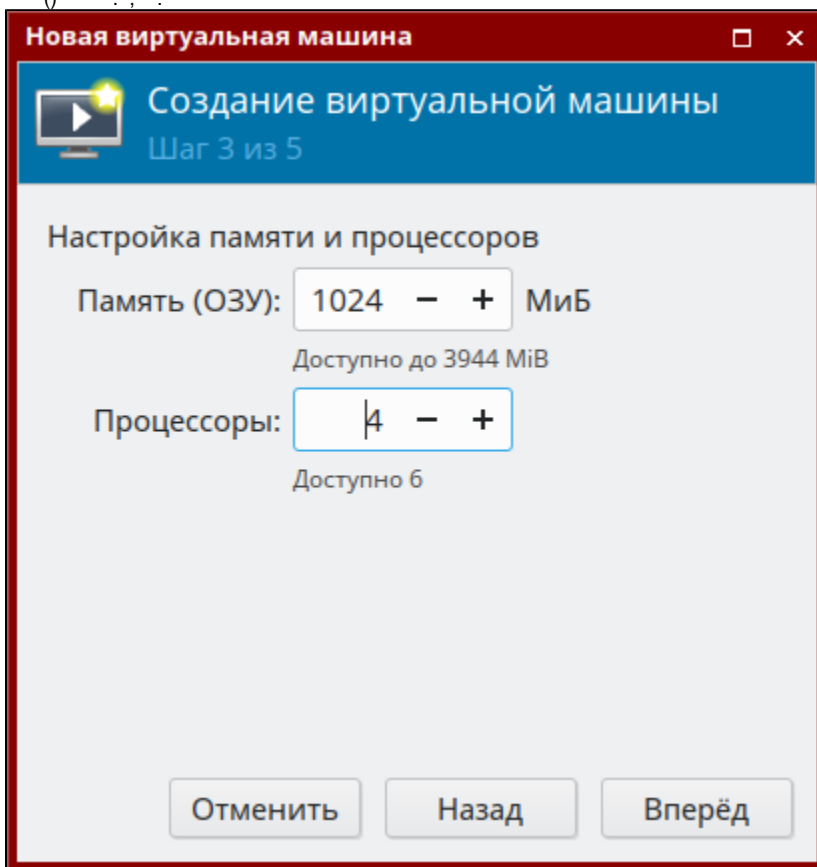 Новая виртуальная машина
Создание виртуальной машины
Шаг 3 из 5
Настройка памяти и процессоров
Память (ОЗУ): 1024 − + МиБ
Доступно до 3944 MiB
Процессоры: 4 − +
Доступно 6
Отменить Назад Вперёд